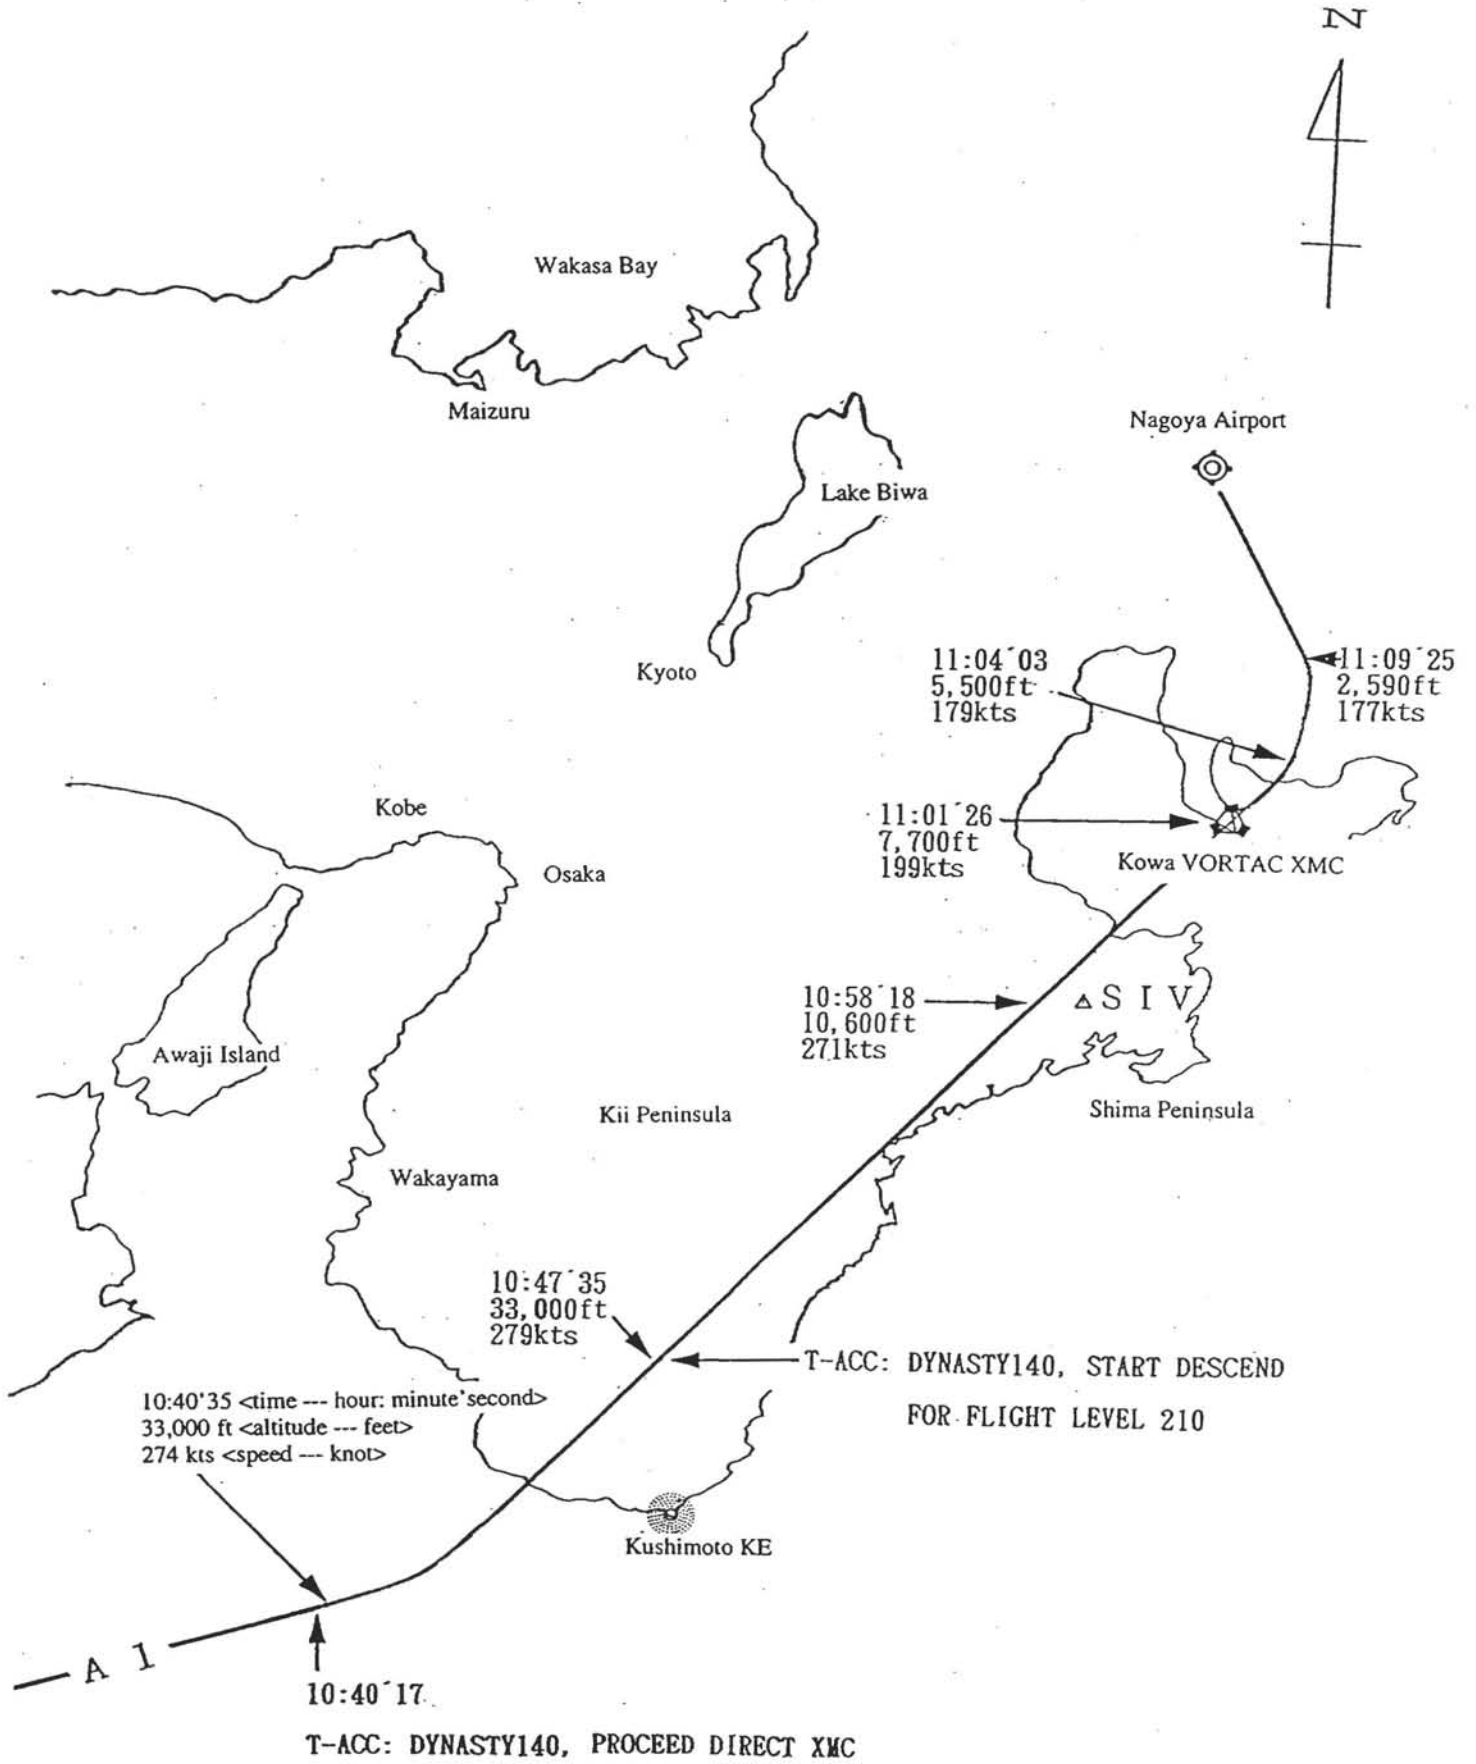 N
Wakasa Bay
Maizuru
Nagoya Airport
Lake Biwa
Kyoto
11:04´03
5,500ft
179kts
11:09´25
2,590ft
177kts
Kobe
Osaka
11:01´26
7,700ft
199kts
Kowa VORTAC XMC
10:58´18
10,600ft
271kts
SIV
Awaji Island
Kii Peninsula
Shima Peninsula
Wakayama
10:47´35
33,000ft
279kts
T-ACC: DYNASTY140, START DESCEND
FOR FLIGHT LEVEL 210
10:40'35 <time --- hour: minute'second>
33,000 ft <altitude --- feet>
274 kts <speed --- knot>
Kushimoto KE
A 1
10:40´17
T-ACC: DYNASTY140, PROCEED DIRECT XMC